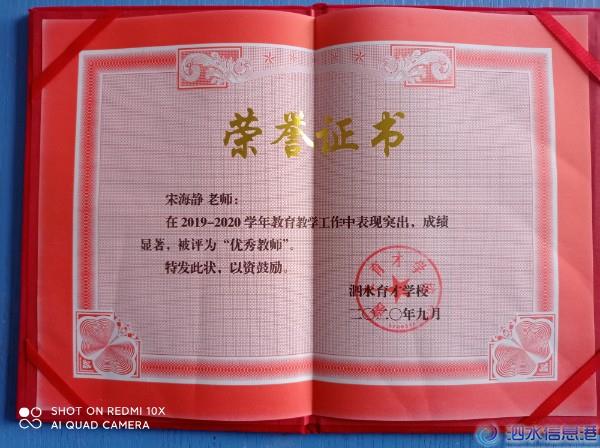 荣誉证书
宋海静 老师：
在 2019-2020 学年教育教学工作中表现突出，成绩
显著，被评为“优秀教师”。
特发此状，以资鼓励。
泗水育才学校
二〇二〇年九月
SHOT ON REDMI 10X
AI QUAD CAMERA
泗水信息港